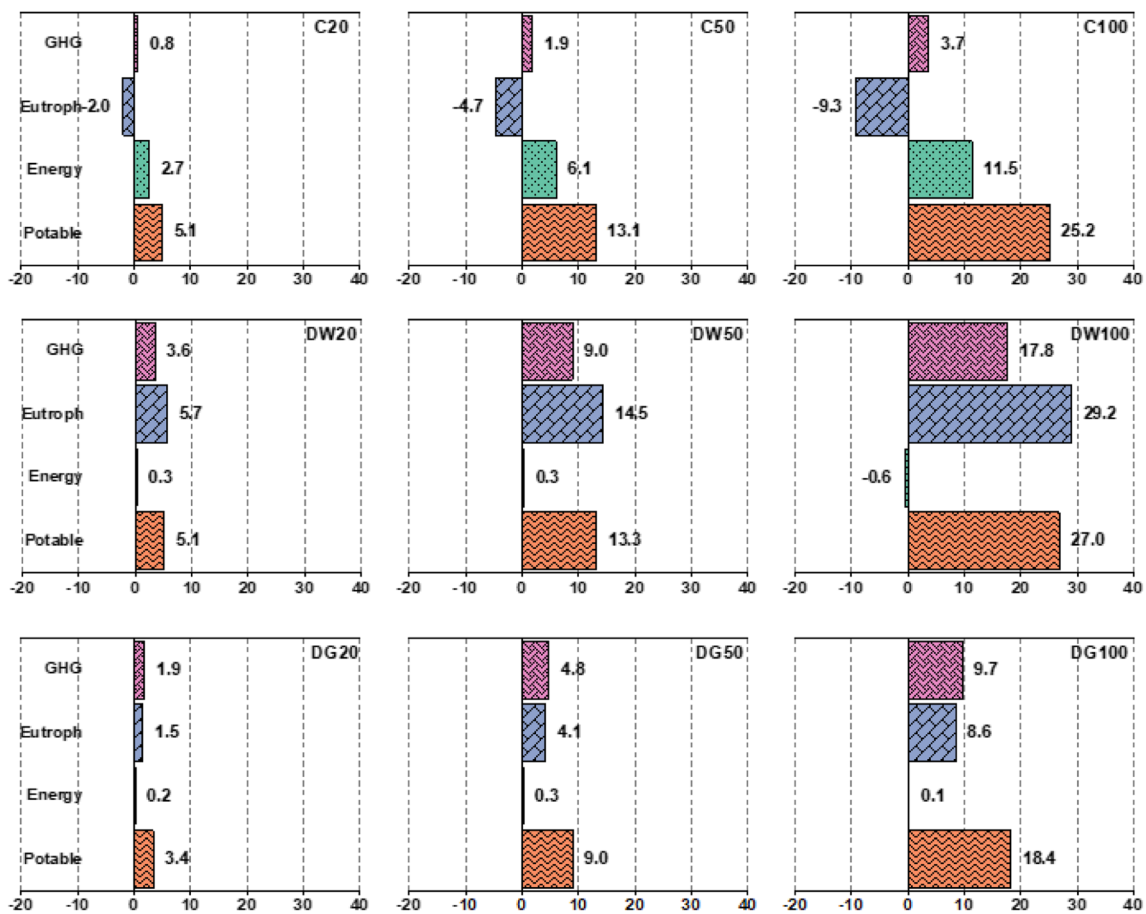 C20 C50 C100
GHG 0.8 1.9 3.7
Eutroph -2.0 -4.7 -9.3
Energy 2.7 6.1 11.5
Potable 5.1 13.1 25.2
-20 -10 0 10 20 30 40 -20 -10 0 10 20 30 40 -20 -10 0 10 20 30 40
DW20 DW50 DW100
GHG 3.6 9.0 17.8
Eutroph 5.7 14.5 29.2
Energy 0.3 0.3 -0.6
Potable 5.1 13.3 27.0
-20 -10 0 10 20 30 40 -20 -10 0 10 20 30 40 -20 -10 0 10 20 30 40
DG20 DG50 DG100
GHG 1.9 4.8 9.7
Eutroph 1.5 4.1 8.6
Energy 0.2 0.3 0.1
Potable 3.4 9.0 18.4
-20 -10 0 10 20 30 40 -20 -10 0 10 20 30 40 -20 -10 0 10 20 30 40